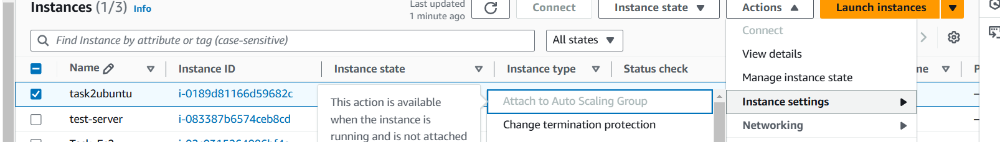 Instances (1/3) Info
Last updated
1 minute ago
Connect
Instance state
Actions
Launch instances
Find Instance by attribute or tag (case-sensitive)
All states
Connect
View details
Manage instance state
Instance settings
Networking
Name
Instance ID
Instance state
Instance type
Status check
ne
P
task2ubuntu
i-0189d81166d59682c
test-server
i-083387b6574ceb8cd
This action is available
when the instance is
running and is not attached
Attach to Auto Scaling Group
Change termination protection